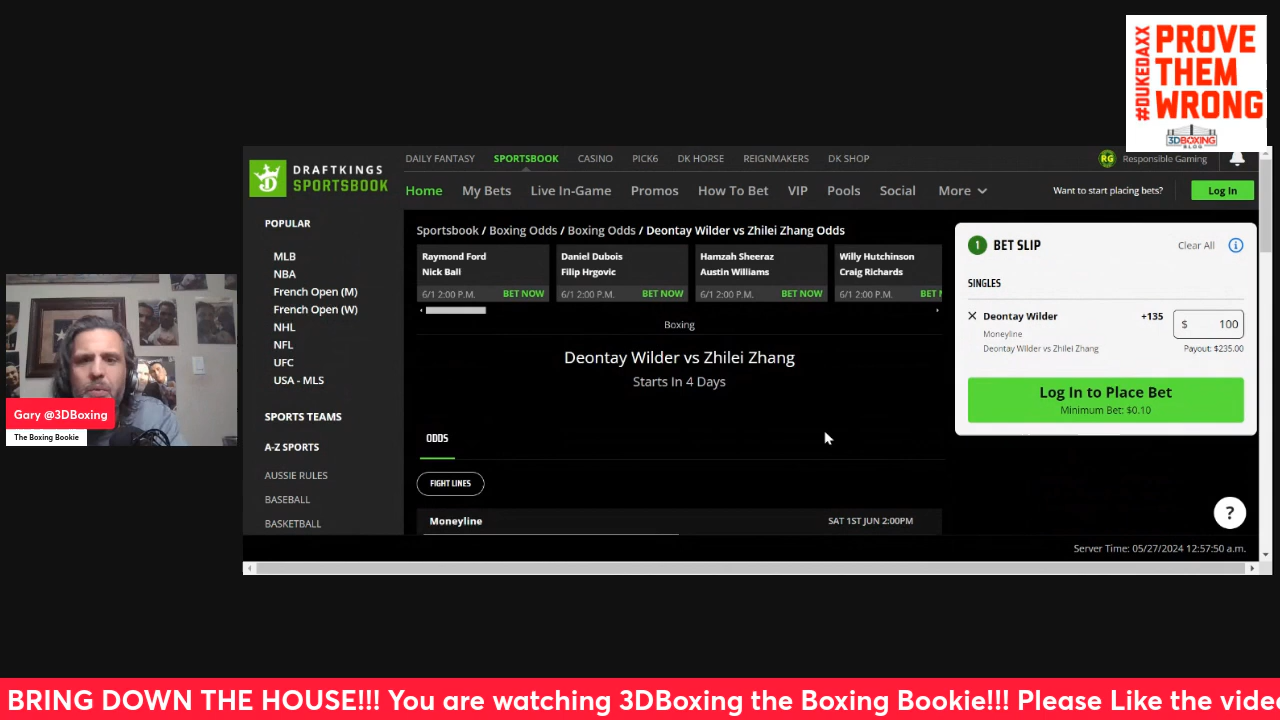 #DUKEDAXX
PROVE
THEM
WRONG
3DBOXING
BLOG
DRAFTKINGS
SPORTSBOOK
DAILY FANTASY SPORTSBOOK CASINO PICK6 DK HORSE REIGNMAKERS DK SHOP
RG Responsible Gaming
Home My Bets Live In-Game Promos How To Bet VIP Pools Social More
Want to start placing bets? Log In
POPULAR
MLB
NBA
French Open (M)
French Open (W)
NHL
NFL
UFC
USA - MLS
SPORTS TEAMS
A-Z SPORTS
AUSSIE RULES
BASEBALL
BASKETBALL
Sportsbook / Boxing Odds / Boxing Odds / Deontay Wilder vs Zhilei Zhang Odds
Raymond Ford
Nick Ball
6/1 2:00 P.M. BET NOW
Daniel Dubois
Filip Hrgovic
6/1 2:00 P.M. BET NOW
Hamzah Sheeraz
Austin Williams
6/1 2:00 P.M. BET NOW
Willy Hutchinson
Craig Richards
6/1 2:00 P.M. BET N
Boxing
Deontay Wilder vs Zhilei Zhang
Starts In 4 Days
ODDS
FIGHT LINES
Moneyline SAT 1ST JUN 2:00PM
1 BET SLIP Clear All
SINGLES
Deontay Wilder +135 $ 100
Moneyline
Deontay Wilder vs Zhilei Zhang Payout: $235.00
Log In to Place Bet
Minimum Bet: $0.10
?
Server Time: 05/27/2024 12:57:50 a.m.
Gary @3DBoxing
The Boxing Bookie
BRING DOWN THE HOUSE!!! You are watching 3DBoxing the Boxing Bookie!!! Please Like the vide